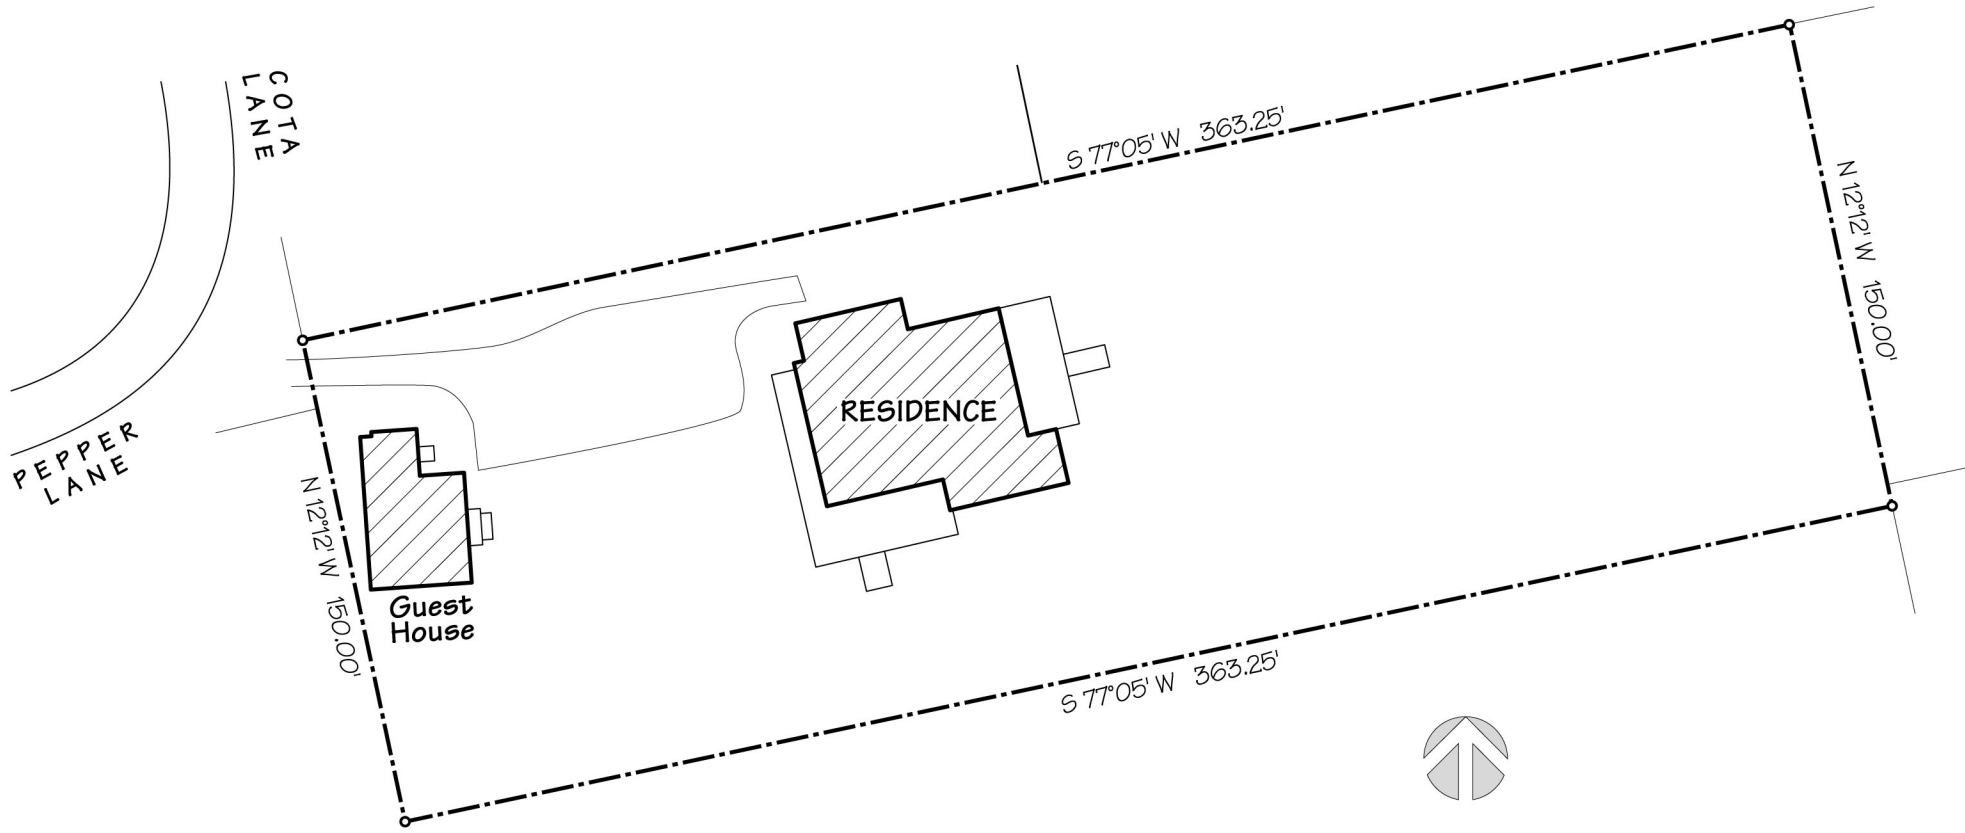 COTA
LANE
S 77°05' W 363.25'
N 12°12' W 150.00'
RESIDENCE
PEPPER
LANE
N 12°12' W 150.00'
Guest
House
S 77°05' W 363.25'